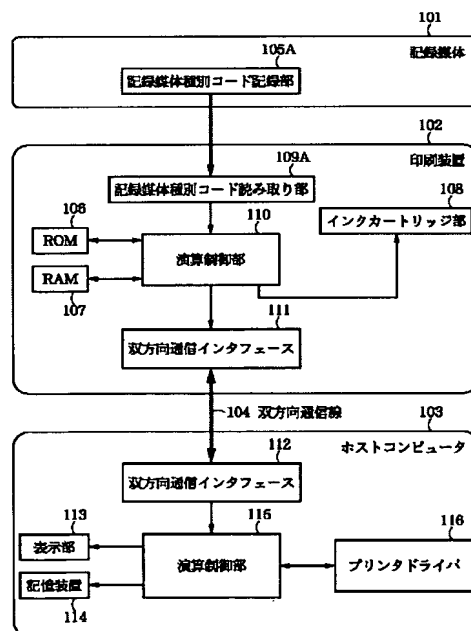 101
記録媒体
105A
記録媒体種別コード記録部
102
印刷装置
109A
記録媒体種別コード読み取り部
108
インクカートリッジ部
106
ROM
110
演算制御部
RAM
107
111
双方向通信インタフェース
104 双方向通信線
103
ホストコンピュータ
112
双方向通信インタフェース
113
表示部
115
演算制御部
116
プリンタドライバ
記憶装置
114